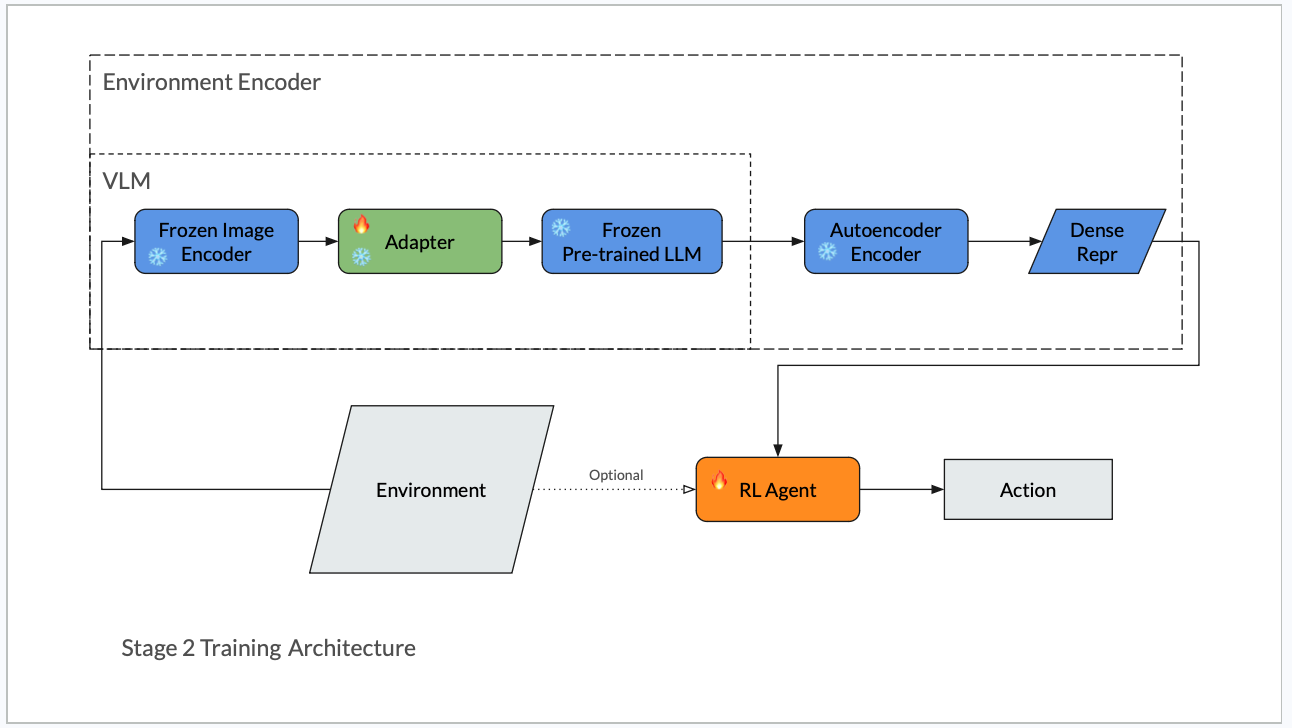 Environment Encoder
VLM
Frozen Image
Encoder
Adapter
Frozen
Pre-trained LLM
Autoencoder
Encoder
Dense
Repr
Environment
Optional
RL Agent
Action
Stage 2 Training Architecture